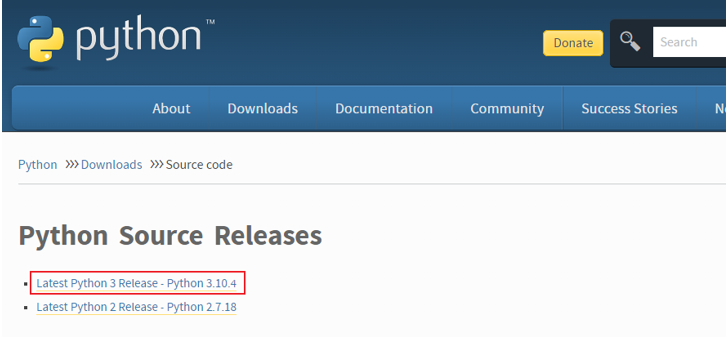 python™
Donate
Search
About Downloads Documentation Community Success Stories
Python >>> Downloads >>> Source code
Python Source Releases
Latest Python 3 Release - Python 3.10.4
Latest Python 2 Release - Python 2.7.18